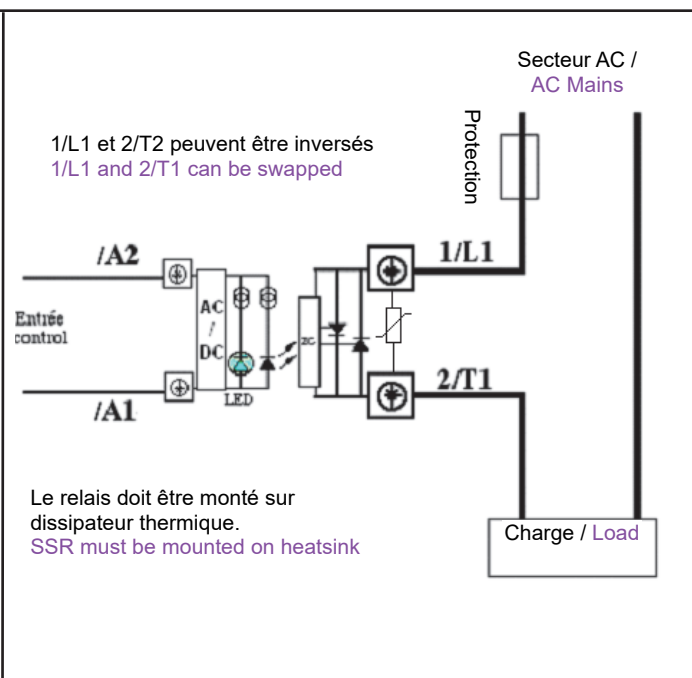 Secteur AC /
AC Mains
Protection
1/L1 et 2/T2 peuvent être inversés
1/L1 and 2/T1 can be swapped
/A2
1/L1
Entrée
control
AC
/
DC
ZC
LED
/A1
2/T1
Le relais doit être monté sur
dissipateur thermique.
SSR must be mounted on heatsink
Charge / Load